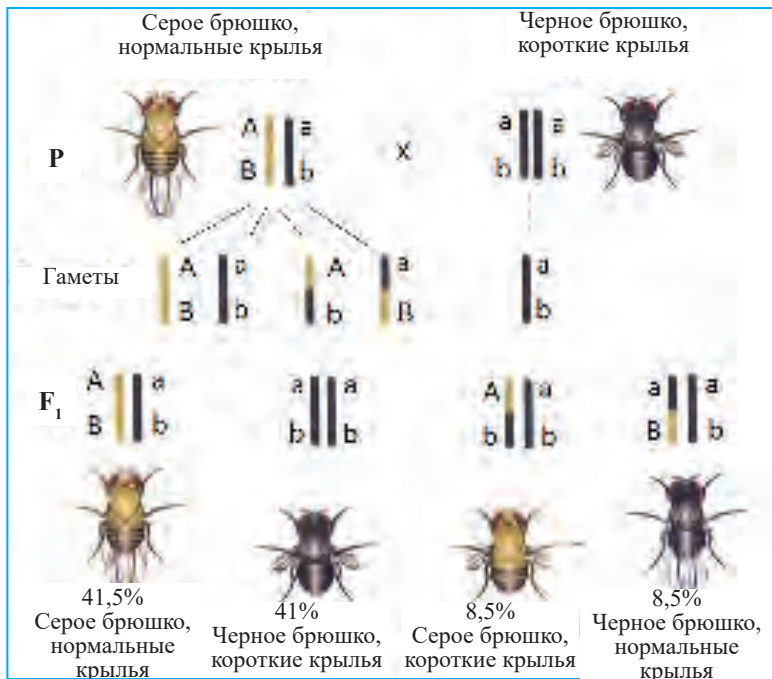 Серое брюшко,
нормальные крылья
Черное брюшко,
короткие крылья
P
A a
B b
x
a a
b b
Гаметы
A a A a a
B b b B b
F1
A a a a A a a a
B b b b b b B b
41,5%
Серое брюшко,
нормальные
крылья
41%
Черное брюшко,
короткие крылья
8,5%
Серое брюшко,
короткие крылья
8,5%
Черное брюшко,
нормальные
крылья